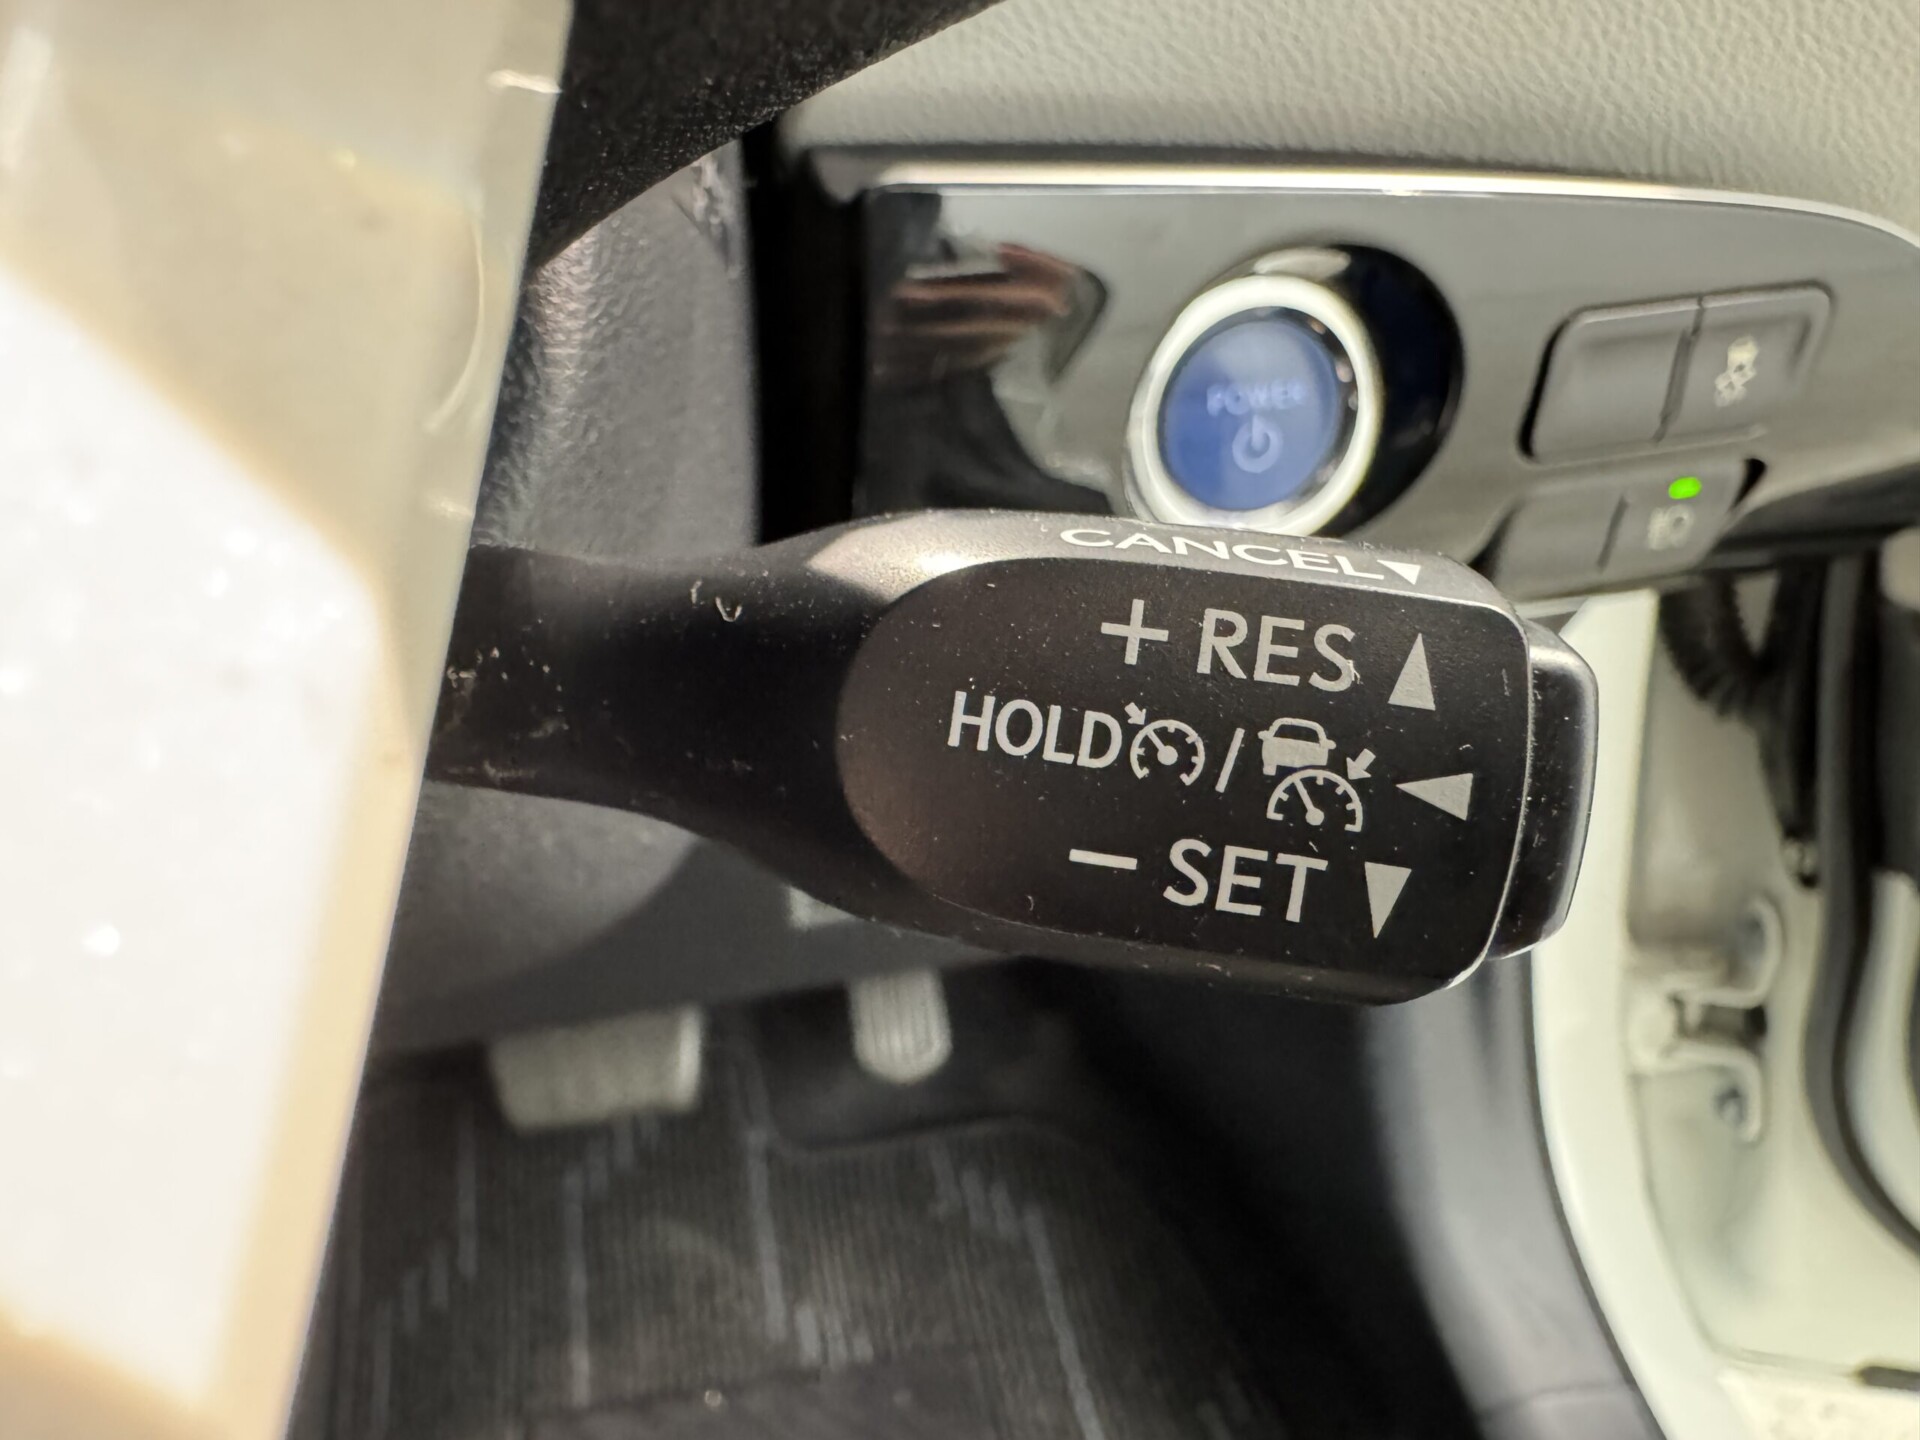 POWER
CANCEL▼
+ RES ▲
HOLD / ◀
− SET ▼